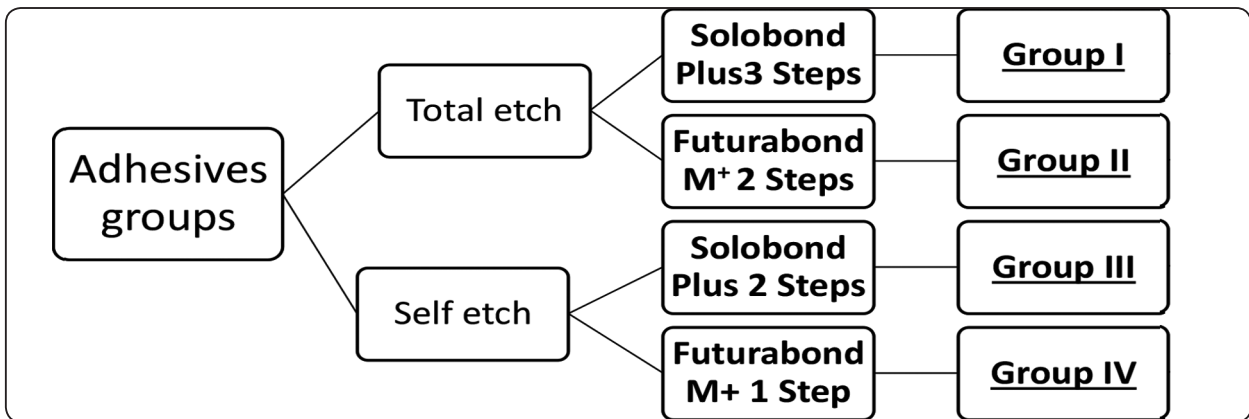 Adhesives
groups
Total etch
Solobond
Plus3 Steps
Group I
Futurabond
M⁺ 2 Steps
Group II
Self etch
Solobond
Plus 2 Steps
Group III
Futurabond
M+ 1 Step
Group IV